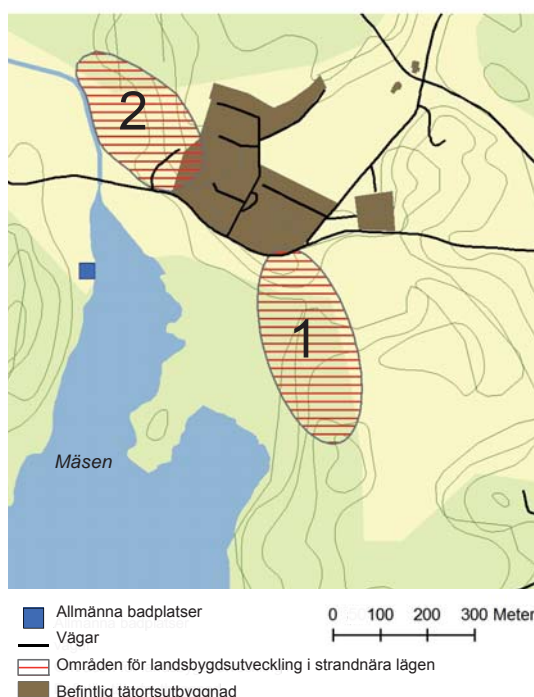 2
1
Mäsen
Allmänna badplatser
0 100 200 300 Meter
Vägar
Områden för landsbygdsutveckling i strandnära lägen
Befintlig tätortsutbyggnad